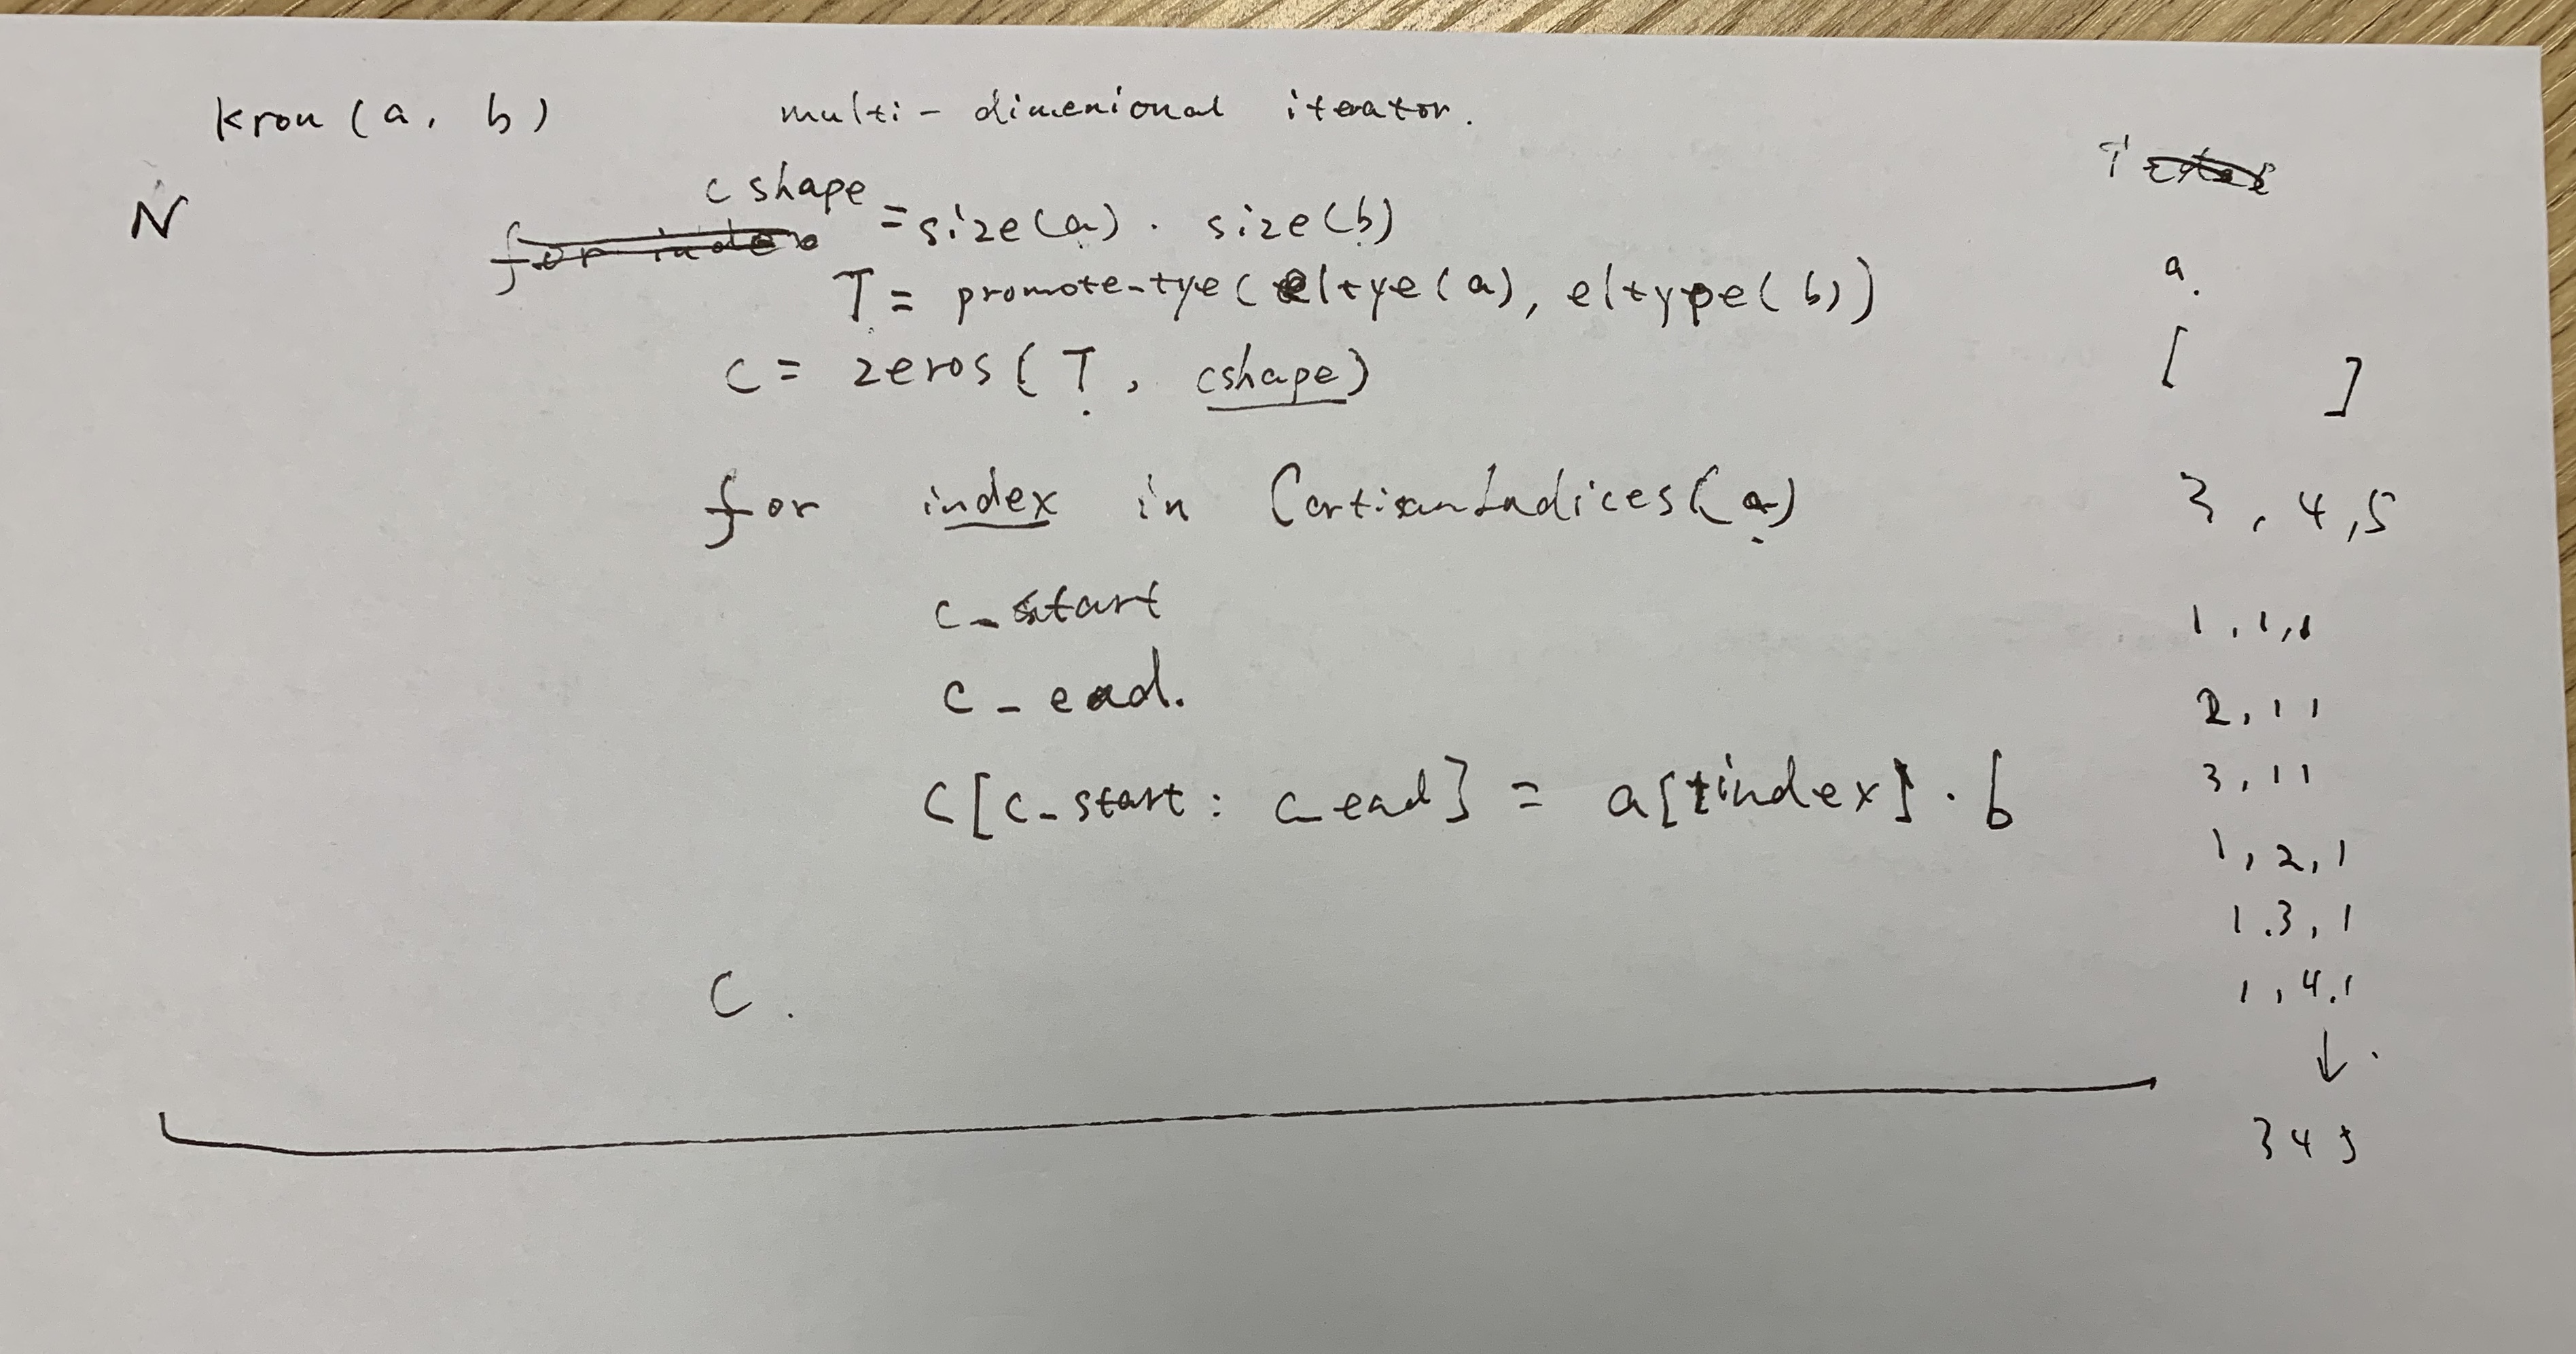 kron(a, b)
multi-dimenional iterator.
N
cshape = size(a) . size(b)
for index
T = promote-tye(eltye(a), eltype(b))
c = zeros(T, cshape)
for index in CartisanIndices(a)
c_start
c_end.
C[c_start: c_end] = a[index] . b
C.
T
a.
[ ]
3, 4, 5
1, 1, 1
2, 1 1
3, 1 1
1, 2, 1
1.3, 1
1, 4.1
↓
3 4 5